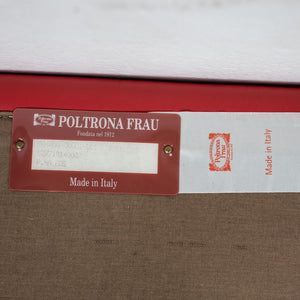 POLTRONA FRAU
Fondata nel 1912
Made in Italy
Poltrona
Frau
Made in Italy